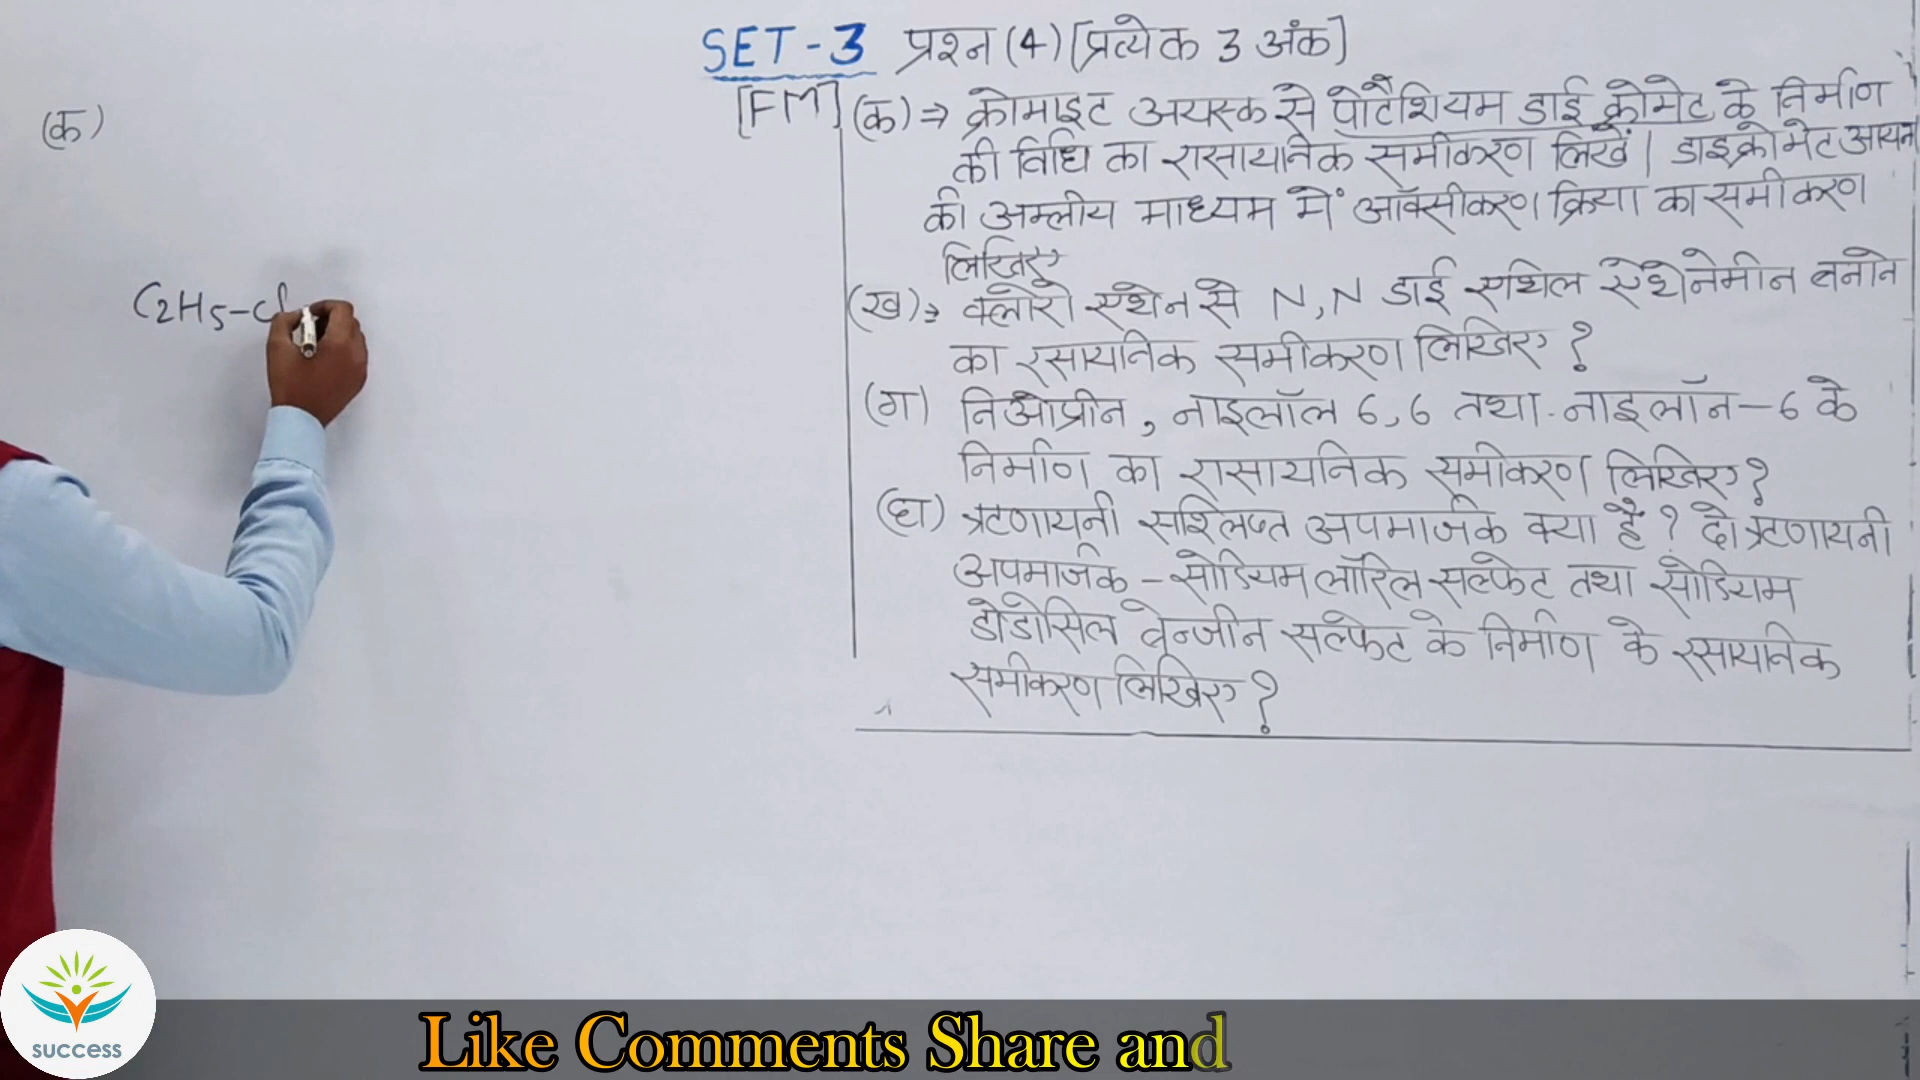 SET-3 प्रश्न (4) [प्रत्येक 3 अंक]
[FM] (क) ⇒ क्रोमाइट अयस्क से पोटैशियम डाई क्रोमेट के निर्माण
की विधि का रासायनिक समीकरण लिखें। डाइक्रोमेट आयन
की अम्लीय माध्यम में ऑक्सीकरण क्रिया का समीकरण
लिखिए
(ख) ⇒ क्लोरो एथेन से N,N डाई एथिल ऐथेनेमीन बनाने
का रसायनिक समीकरण लिखिए?
(ग) निओप्रीन, नाइलॉल 6,6 तथा नाइलॉन-6 के
निर्माण का रासायनिक समीकरण लिखिए?
(घ) ऋणायनी संश्लिष्ट अपमार्जक क्या है? दो ऋणायनी
अपमार्जक - सोडियम लॉरिल सल्फेट तथा सोडियम
डोडोसिल बेन्जीन सल्फेट के निर्माण के रसायनिक
समीकरण लिखिए?
(क)
C2H5-Cl
success
Like Comments Share and